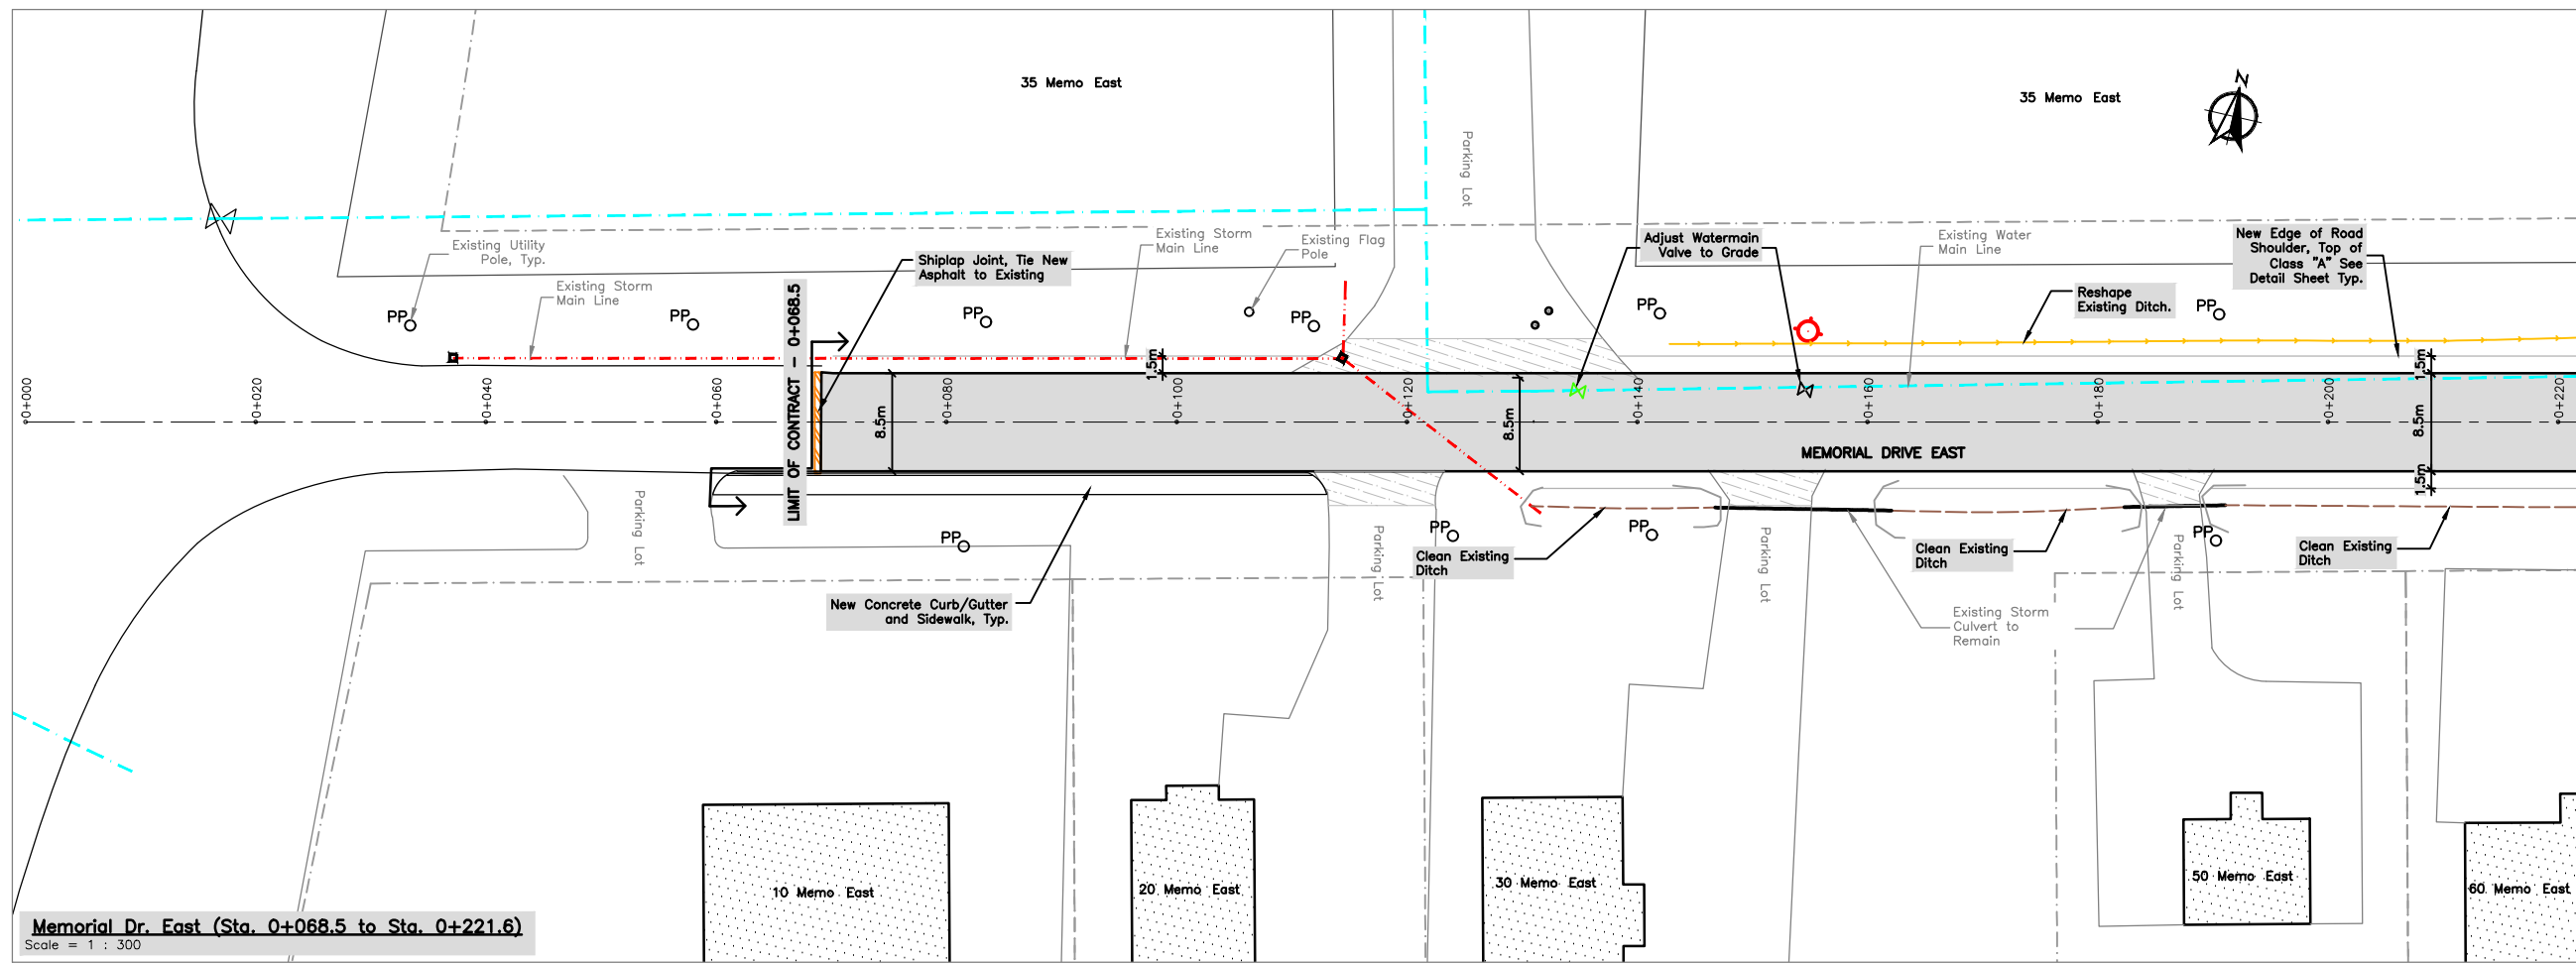 35 Memo East
35 Memo East
N
Parking Lot
Existing Utility
Pole, Typ.
Existing Storm
Main Line
Shiplap Joint, Tie New
Asphalt to Existing
Existing Storm
Main Line
Existing Flag
Pole
Adjust Watermain
Valve to Grade
Existing Water
Main Line
New Edge of Road
Shoulder, Top of
Class "A" See
Detail Sheet Typ.
Reshape
Existing Ditch.
PP
PP
PP
PP
PP
PP
LIMIT OF CONTRACT - 0+068.5
1.5m
1.5m
0+000
0+020
0+040
0+060
0+080
0+100
0+120
0+140
0+160
0+180
0+200
0+220
8.5m
8.5m
8.5m
MEMORIAL DRIVE EAST
1.5m
Parking Lot
Parking Lot
Parking Lot
Parking Lot
PP
PP
PP
PP
Clean Existing
Ditch
Clean Existing
Ditch
Clean Existing
Ditch
New Concrete Curb/Gutter
and Sidewalk, Typ.
Existing Storm
Culvert to
Remain
10 Memo East
20 Memo East
30 Memo East
50 Memo East
60 Memo East
Memorial Dr. East (Sta. 0+068.5 to Sta. 0+221.6)
Scale = 1 : 300